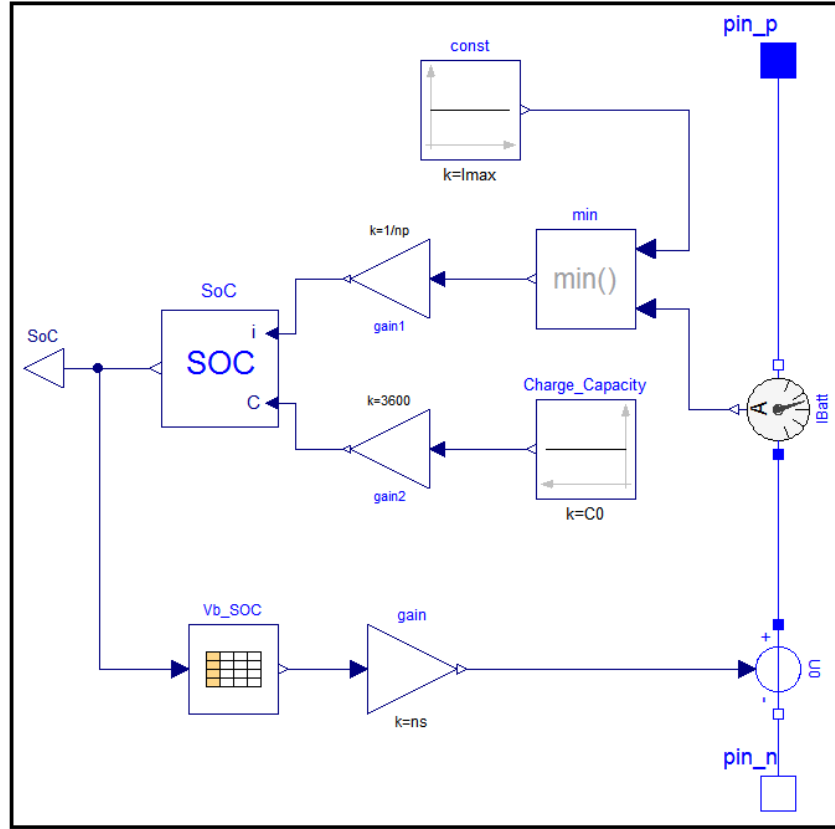 pin_p
const
k=Imax
min
min()
k=1/np
gain1
SoC
i
SOC
C
SoC
Charge_Capacity
k=3600
gain2
k=C0
A
IBatt
Vb_SOC
gain
k=ns
+
U0
-
pin_n